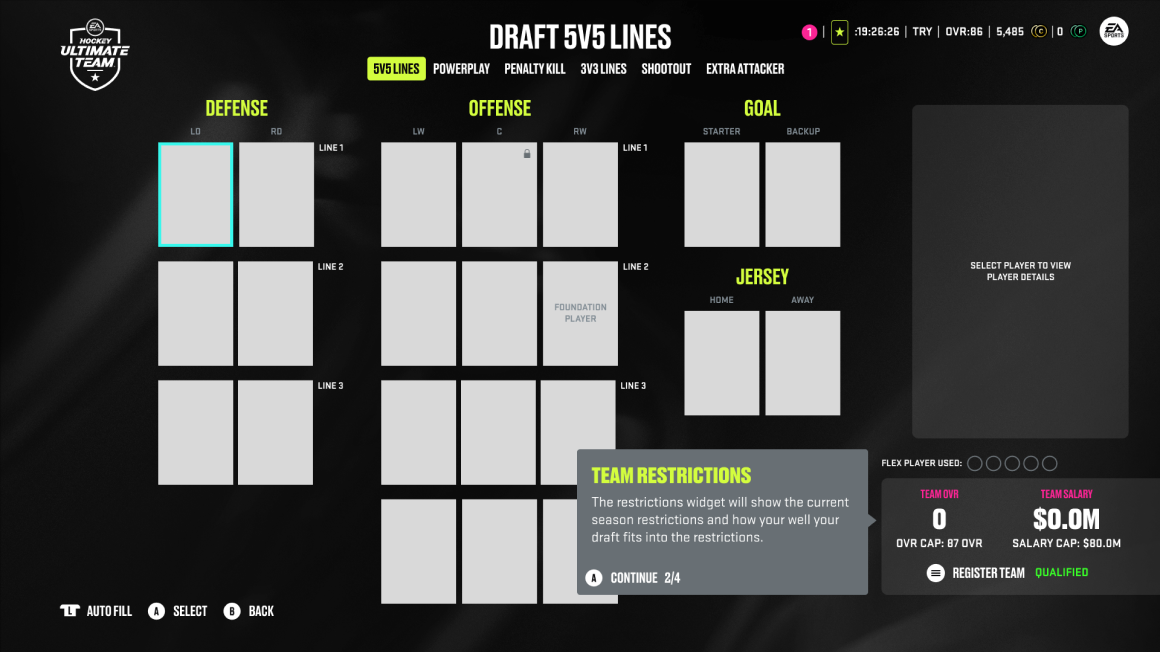 EA
SPORTS
HOCKEY
ULTIMATE
TEAM
DRAFT 5V5 LINES
1 | :19:26:26 | TRY | OVR:86 | 5,485 C | 0 P
EA
SPORTS
5V5 LINES POWERPLAY PENALTY KILL 3V3 LINES SHOOTOUT EXTRA ATTACKER
DEFENSE
LD RD
LINE 1
LINE 2
LINE 3
OFFENSE
LW C RW
LINE 1
LINE 2
FOUNDATION
PLAYER
LINE 3
GOAL
STARTER BACKUP
JERSEY
HOME AWAY
SELECT PLAYER TO VIEW
PLAYER DETAILS
TEAM RESTRICTIONS
The restrictions widget will show the current
season restrictions and how your well your
draft fits into the restrictions.
A CONTINUE 2/4
FLEX PLAYER USED:
TEAM OVR TEAM SALARY
0 $0.0M
OVR CAP: 87 OVR SALARY CAP: $80.0M
REGISTER TEAM QUALIFIED
L AUTO FILL A SELECT B BACK